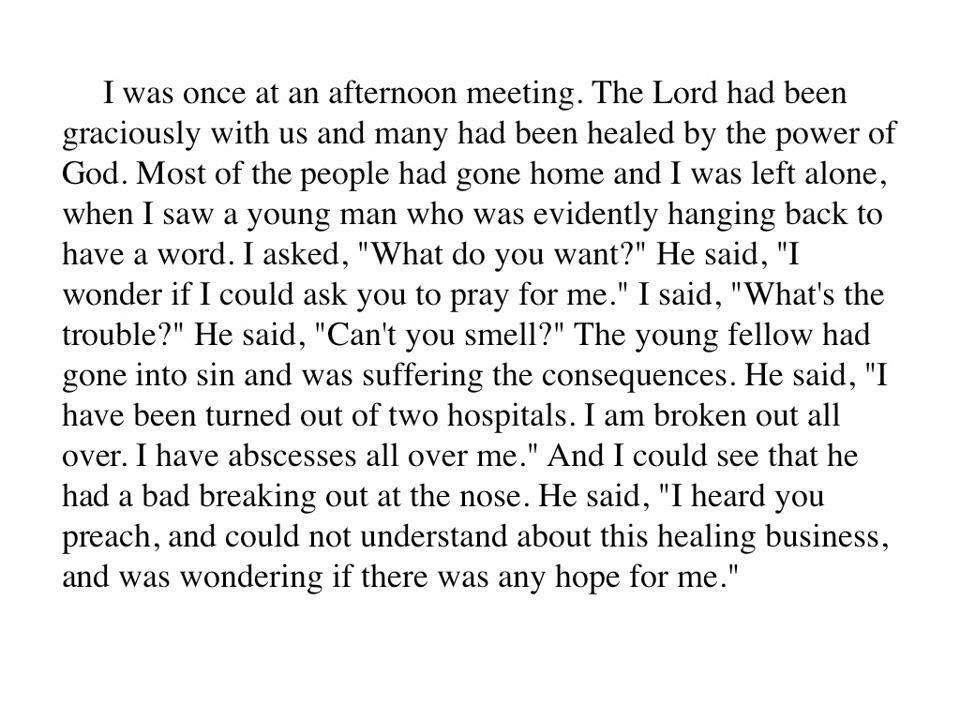 I was once at an afternoon meeting. The Lord had been
graciously with us and many had been healed by the power of
God. Most of the people had gone home and I was left alone,
when I saw a young man who was evidently hanging back to
have a word. I asked, "What do you want?" He said, "I
wonder if I could ask you to pray for me." I said, "What's the
trouble?" He said, "Can't you smell?" The young fellow had
gone into sin and was suffering the consequences. He said, "I
have been turned out of two hospitals. I am broken out all
over. I have abscesses all over me." And I could see that he
had a bad breaking out at the nose. He said, "I heard you
preach, and could not understand about this healing business,
and was wondering if there was any hope for me."